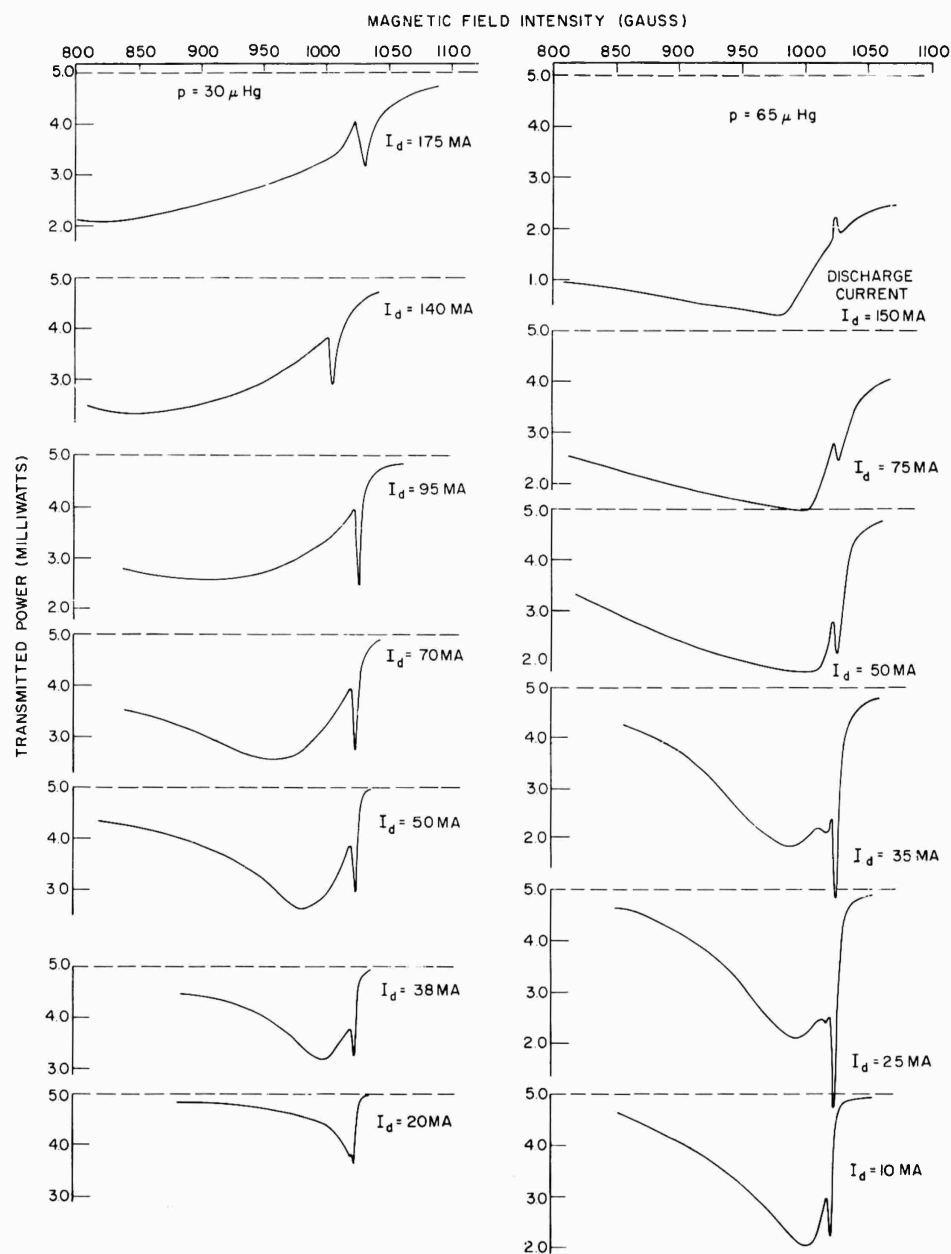 MAGNETIC FIELD INTENSITY (GAUSS)
800 900 950 1000 1050 1100
800 850 900 950 1000 1050 1100
TRANSMITTED POWER (MILLIWATTS)
p = 30 μ Hg
5.0
4.0
3.0
2.0
I_d = 175 MA
5.0
4.0
3.0
I_d = 140 MA
5.0
4.0
3.0
2.0
I_d = 95 MA
5.0
4.0
3.0
I_d = 70 MA
5.0
4.0
3.0
I_d = 50 MA
5.0
4.0
3.0
I_d = 38 MA
5.0
4.0
3.0
I_d = 20MA
p = 65 μ Hg
5.0
4.0
3.0
2.0
1.0
DISCHARGE
CURRENT
I_d = 150 MA
5.0
4.0
3.0
2.0
I_d = 75 MA
5.0
3.0
2.0
I_d = 50 MA
5.0
4.0
3.0
2.0
I_d = 35 MA
5.0
4.0
3.0
2.0
I_d = 25 MA
5.0
4.0
3.0
2.0
I_d = 10 MA